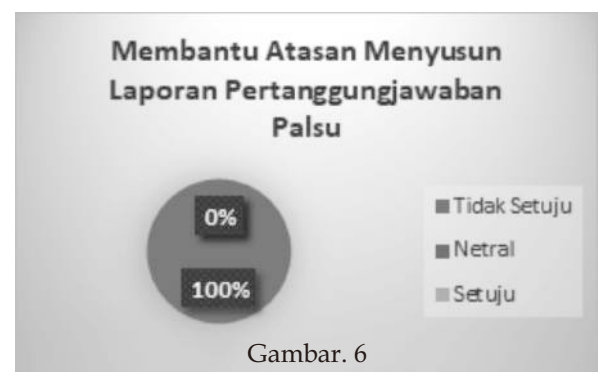 Membantu Atasan Menyusun
Laporan Pertanggungjawaban
Palsu
0%
100%
Tidak Setuju
Netral
Setuju
Gambar. 6